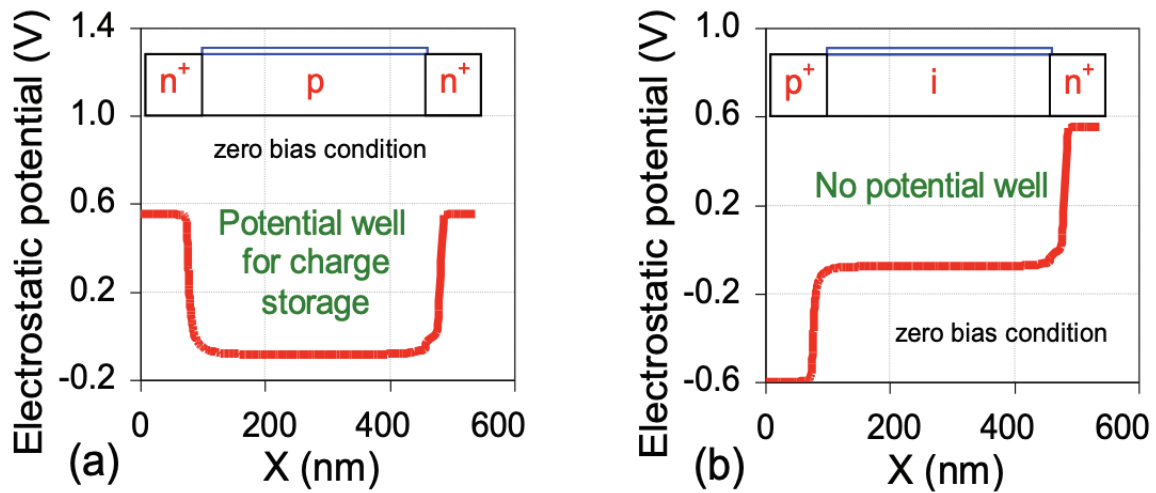 Electrostatic potential (V)
1.4
1.0
0.6
0.2
-0.2
n+
p
n+
zero bias condition
Potential well
for charge
storage
0
200
400
600
X (nm)
(a)
Electrostatic potential (V)
1.0
0.6
0.2
-0.2
-0.6
p+
i
n+
No potential well
zero bias condition
0
200
400
600
X (nm)
(b)